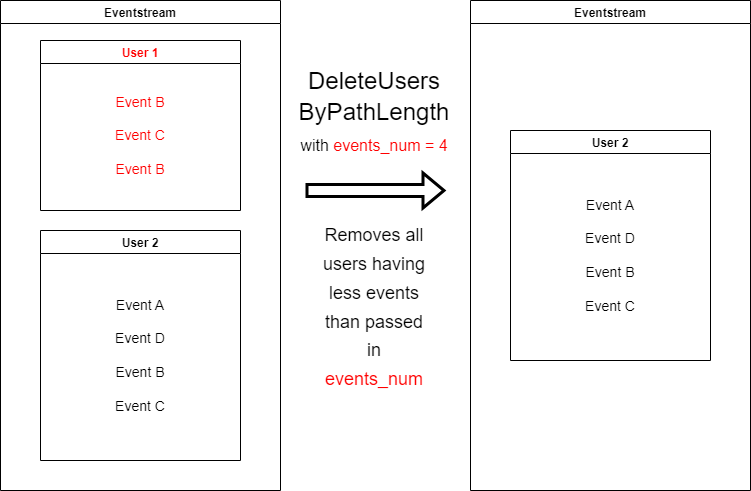 Eventstream
User 1
Event B
Event C
Event B
User 2
Event A
Event D
Event B
Event C
DeleteUsers
ByPathLength
with events_num = 4
Removes all
users having
less events
than passed
in
events_num
Eventstream
User 2
Event A
Event D
Event B
Event C